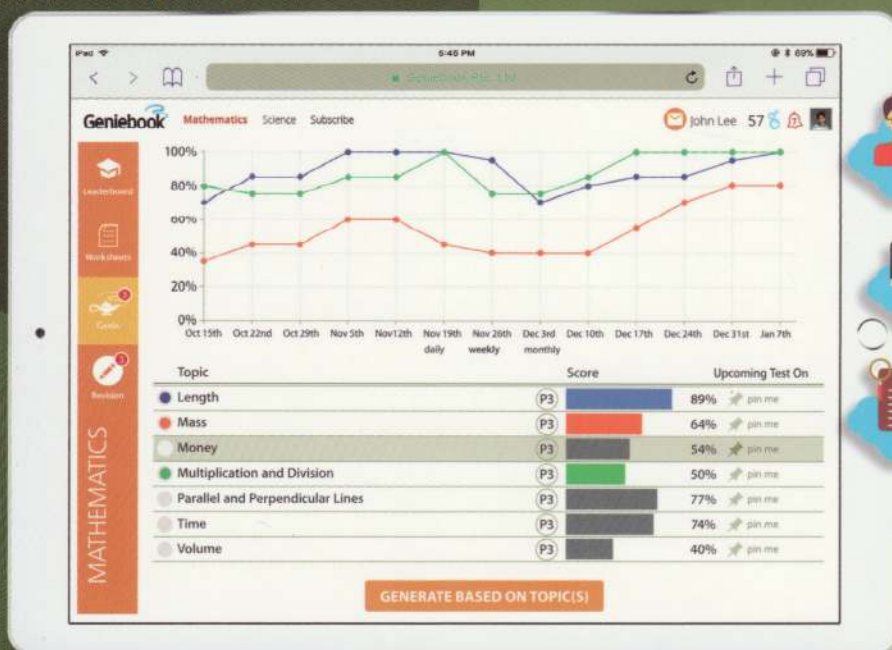 iPad 5:46 PM 69%
Geniebook Pte. Ltd
Geniebook Mathematics Science Subscribe John Lee 57
Leaderboard
Worksheets
Genie
Revision
MATHEMATICS
100%
80%
60%
40%
20%
0%
Oct 15th Oct 22nd Oct 29th Nov 5th Nov12th Nov 19th Nov 26th Dec 3rd Dec 10th Dec 17th Dec 24th Dec 31st Jan 7th
daily weekly monthly
Topic Score Upcoming Test On
Length P3 89% pin me
Mass P3 64% pin me
Money P3 54% pin me
Multiplication and Division P3 50% pin me
Parallel and Perpendicular Lines P3 77% pin me
Time P3 74% pin me
Volume P3 40% pin me
GENERATE BASED ON TOPIC(S)